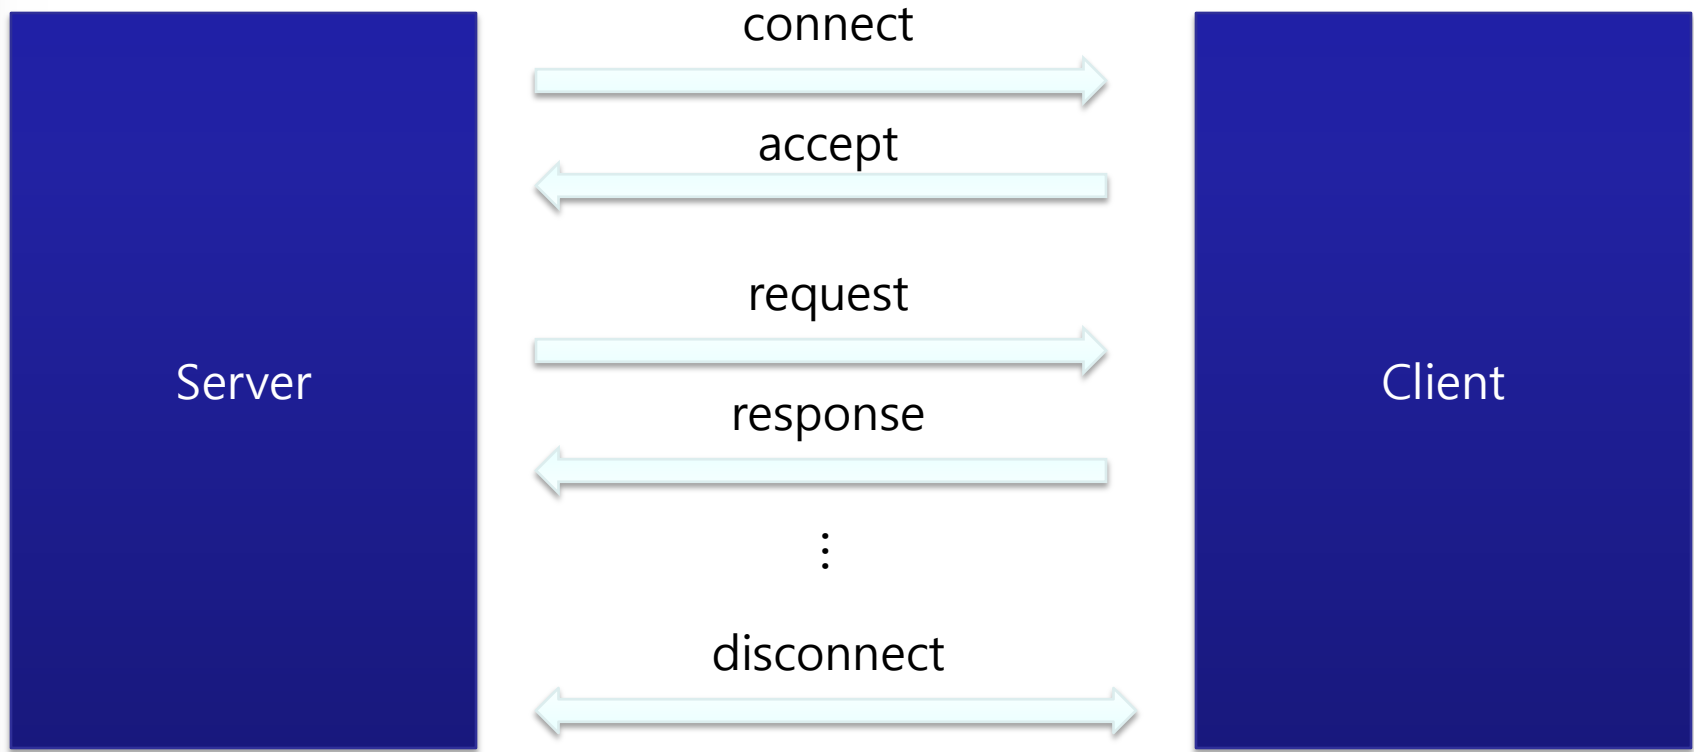 connect
accept
request
Server
Client
response
⋮
disconnect